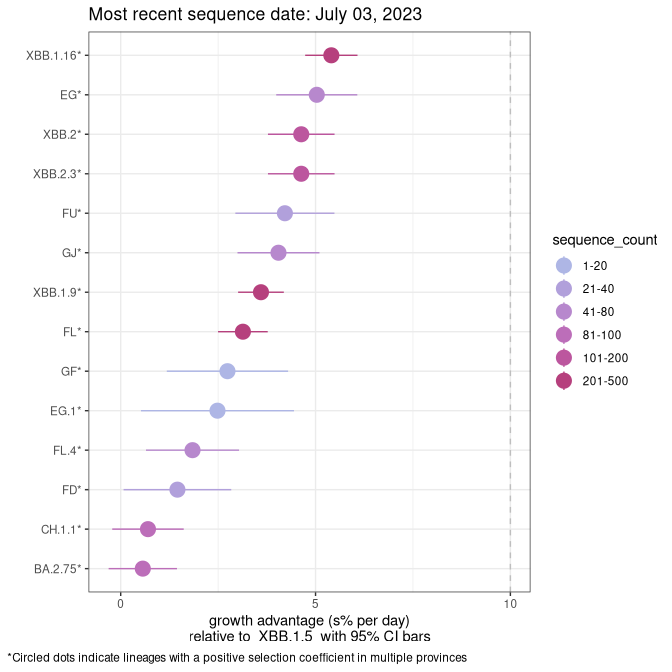 Most recent sequence date: July 03, 2023
XBB.1.16*
EG*
XBB.2*
XBB.2.3*
FU*
GJ*
XBB.1.9*
FL*
GF*
EG.1*
FL.4*
FD*
CH.1.1*
BA.2.75*
0 5 10
growth advantage (s% per day)
relative to XBB.1.5 with 95% CI bars
sequence_count
1-20
21-40
41-80
81-100
101-200
201-500
*Circled dots indicate lineages with a positive selection coefficient in multiple provinces